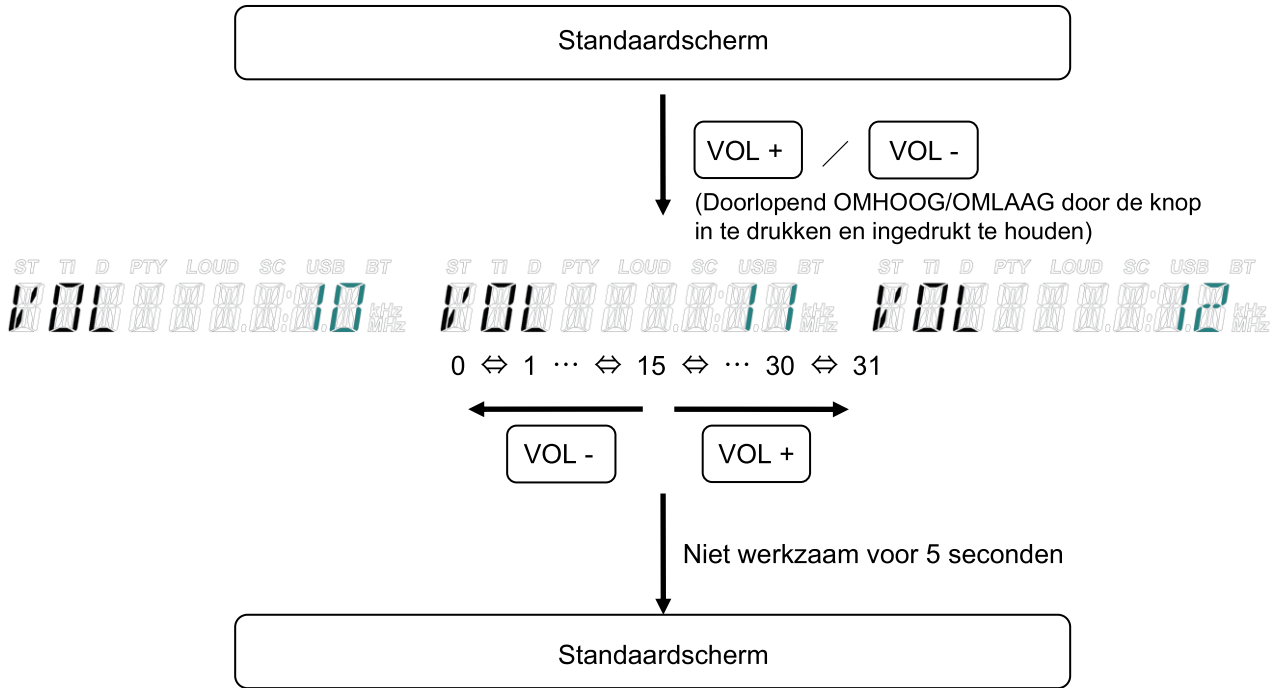 Standaardscherm
VOL + ／ VOL -
(Doorlopend OMHOOG/OMLAAG door de knop
in te drukken en ingedrukt te houden)
ST TI D PTY LOUD SC USB BT
VOL 10 kHz MHz
ST TI D PTY LOUD SC USB BT
VOL 11 kHz MHz
ST TI D PTY LOUD SC USB BT
VOL 12 kHz MHz
0 ⇔ 1 ⋯ ⇔ 15 ⇔ ⋯ 30 ⇔ 31
VOL - VOL +
Niet werkzaam voor 5 seconden
Standaardscherm